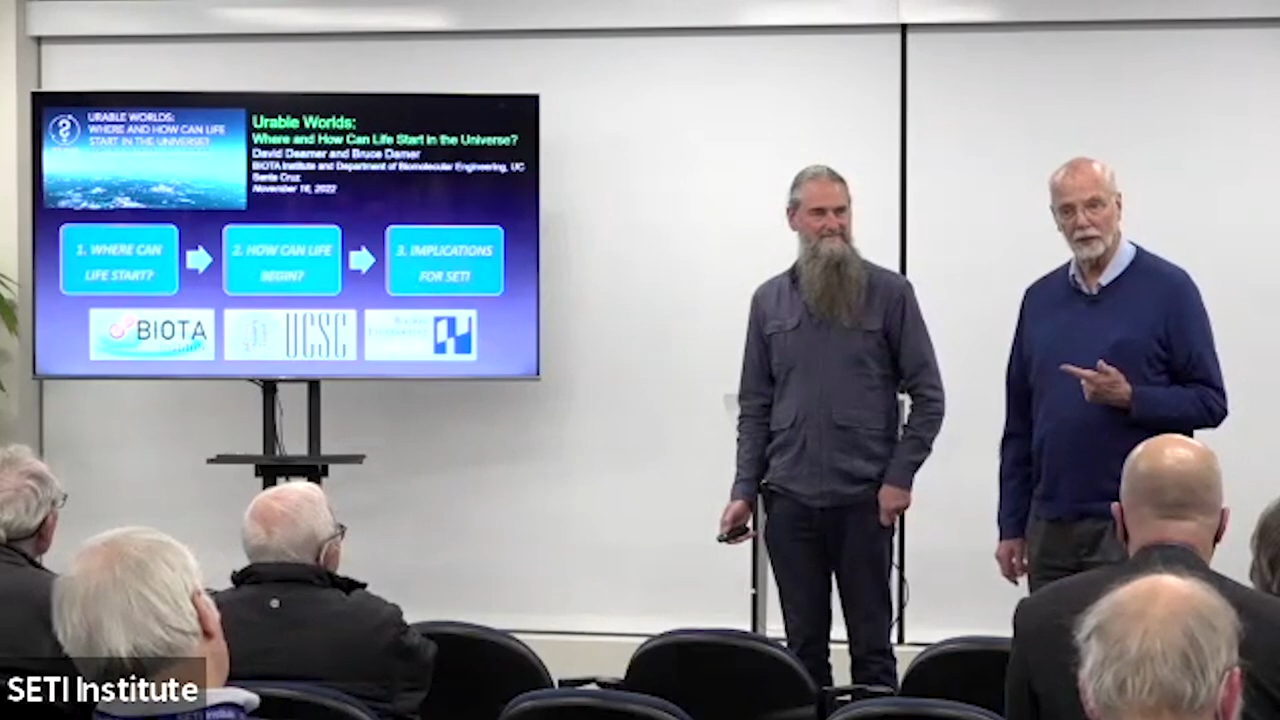 URABLE WORLDS:
WHERE AND HOW CAN LIFE
START IN THE UNIVERSE?
Urable Worlds:
Where and How Can Life Start in the Universe?
David Deamer and Bruce Damer
BIOTA Institute and Department of Biomolecular Engineering, UC
Santa Cruz
November 16, 2022
1. WHERE CAN
LIFE START?
2. HOW CAN LIFE
BEGIN?
3. IMPLICATIONS
FOR SETI
BIOTA
UCSC
SETI Institute